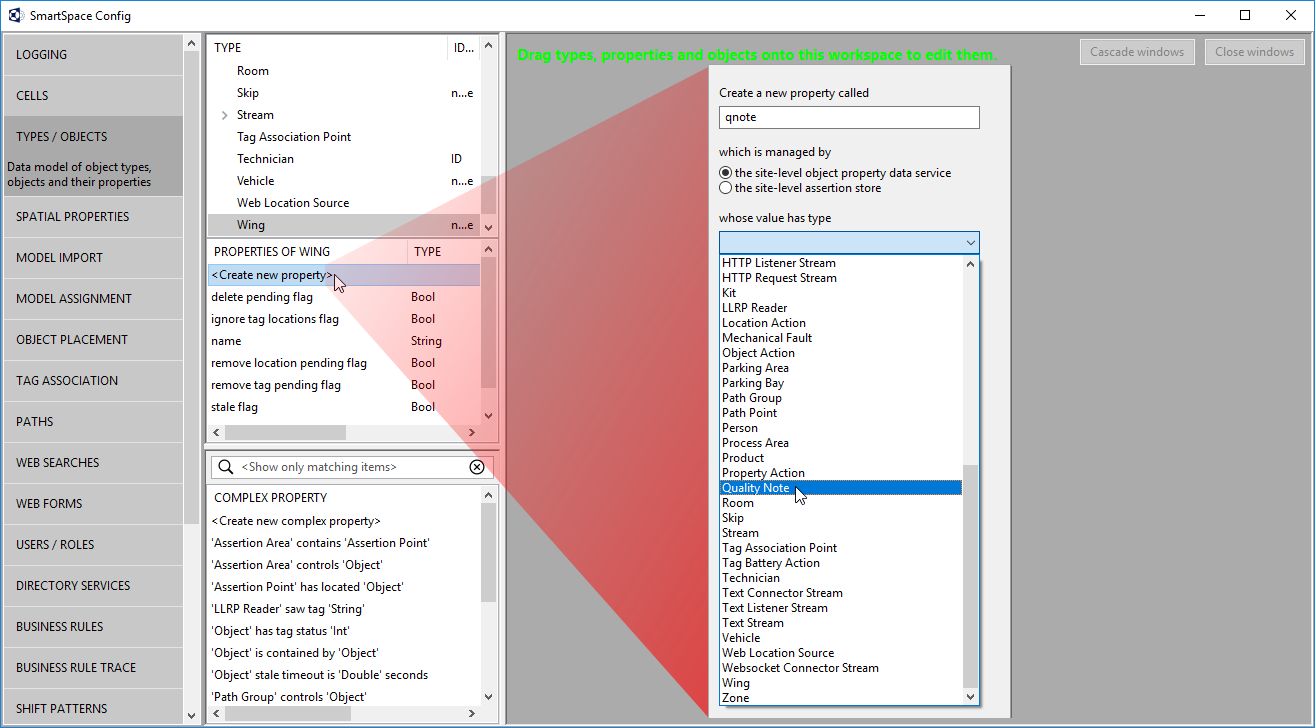 SmartSpace Config
LOGGING
CELLS
TYPES / OBJECTS
Data model of object types,
objects and their properties
SPATIAL PROPERTIES
MODEL IMPORT
MODEL ASSIGNMENT
OBJECT PLACEMENT
TAG ASSOCIATION
PATHS
WEB SEARCHES
WEB FORMS
USERS / ROLES
DIRECTORY SERVICES
BUSINESS RULES
BUSINESS RULE TRACE
SHIFT PATTERNS
TYPE ID...
Room
Skip n...e
Stream
Tag Association Point
Technician ID
Vehicle n...e
Web Location Source
Wing n...e
PROPERTIES OF WING TYPE
<Create new property>
delete pending flag Bool
ignore tag locations flag Bool
name String
remove location pending flag Bool
remove tag pending flag Bool
stale flag Bool
<Show only matching items>
COMPLEX PROPERTY
<Create new complex property>
'Assertion Area' contains 'Assertion Point'
'Assertion Area' controls 'Object'
'Assertion Point' has located 'Object'
'LLRP Reader' saw tag 'String'
'Object' has tag status 'Int'
'Object' is contained by 'Object'
'Object' stale timeout is 'Double' seconds
'Path Group' controls 'Object'
Drag types, properties and objects onto this workspace to edit them.
Cascade windows
Close windows
Create a new property called
qnote
which is managed by
the site-level object property data service
the site-level assertion store
whose value has type
HTTP Listener Stream
HTTP Request Stream
Kit
LLRP Reader
Location Action
Mechanical Fault
Object Action
Parking Area
Parking Bay
Path Group
Path Point
Person
Process Area
Product
Property Action
Quality Note
Room
Skip
Stream
Tag Association Point
Tag Battery Action
Technician
Text Connector Stream
Text Listener Stream
Text Stream
Vehicle
Web Location Source
Websocket Connector Stream
Wing
Zone